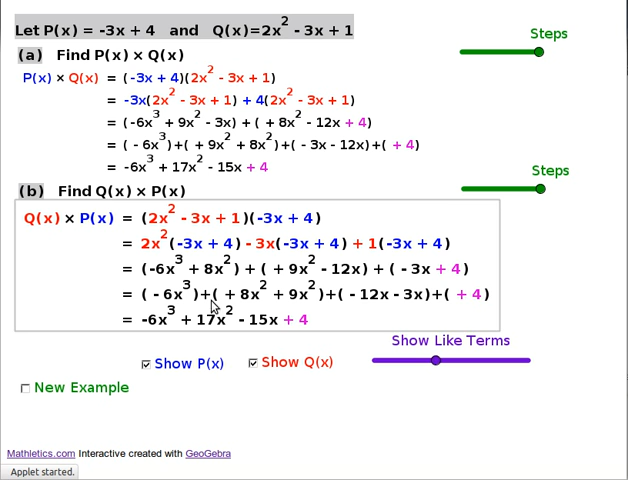 Let P(x) = -3x + 4 and Q(x)=2x² - 3x + 1
Steps
(a) Find P(x) × Q(x)
P(x) × Q(x) = (-3x + 4)(2x² - 3x + 1)
= -3x(2x² - 3x + 1) + 4(2x² - 3x + 1)
= (-6x³ + 9x² - 3x) + ( + 8x² - 12x + 4)
= ( - 6x³)+( + 9x² + 8x²)+( - 3x - 12x)+( + 4)
= -6x³ + 17x² - 15x + 4
Steps
(b) Find Q(x) × P(x)
Q(x) × P(x) = (2x² - 3x + 1)(-3x + 4)
= 2x²(-3x + 4) - 3x(-3x + 4) + 1(-3x + 4)
= (-6x³ + 8x²) + ( + 9x² - 12x) + ( - 3x + 4)
= ( - 6x³)+( + 8x² + 9x²)+( - 12x - 3x)+( + 4)
= -6x³ + 17x² - 15x + 4
Show Like Terms
Show P(x) Show Q(x)
New Example
Mathletics.com Interactive created with GeoGebra
Applet started.